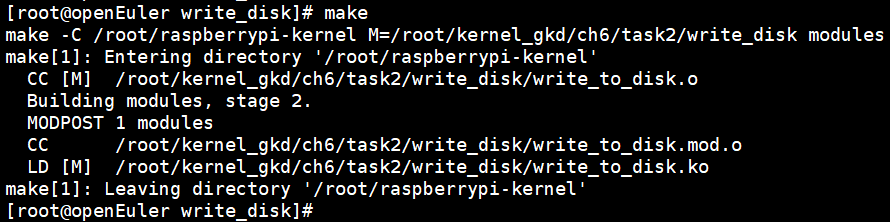 [root@openEuler write_disk]# make
make -C /root/raspberrypi-kernel M=/root/kernel_gkd/ch6/task2/write_disk modules
make[1]: Entering directory '/root/raspberrypi-kernel'
  CC [M]  /root/kernel_gkd/ch6/task2/write_disk/write_to_disk.o
  Building modules, stage 2.
  MODPOST 1 modules
  CC      /root/kernel_gkd/ch6/task2/write_disk/write_to_disk.mod.o
  LD [M]  /root/kernel_gkd/ch6/task2/write_disk/write_to_disk.ko
make[1]: Leaving directory '/root/raspberrypi-kernel'
[root@openEuler write_disk]#